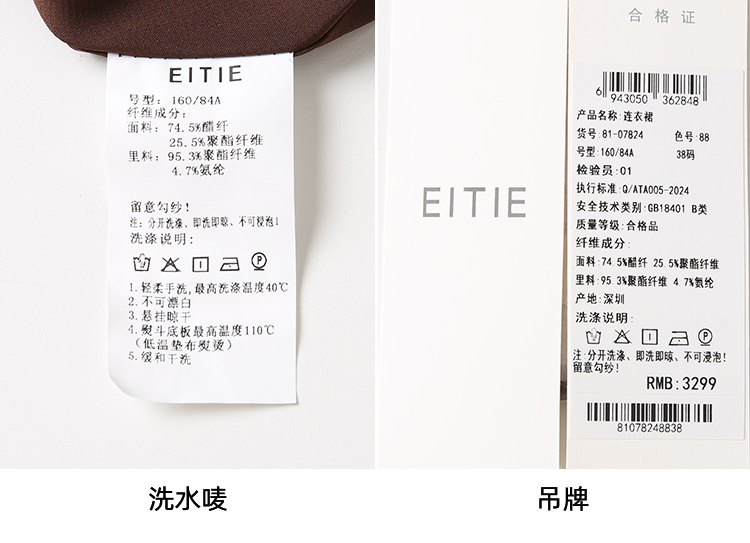 EITIE
号型: 160/84A
纤维成分:
面料: 74.5%醋纤
25.5%聚酯纤维
里料: 95.3%聚酯纤维
4.7%氨纶
留意勾纱!
注: 分开洗涤、即洗即晾、不可浸泡!
洗涤说明:
1.轻柔手洗,最高洗涤温度40℃
2.不可漂白
3.悬挂晾干
4.熨斗底板最高温度110℃
(低温垫布熨烫)
5.缓和干洗
洗水唛
EITIE
合格证
6 943050 362848
产品名称:连衣裙
货号:81-07824 色号:88
号型:160/84A 38码
检验员:01
执行标准:Q/ATA005-2024
安全技术类别:GB18401 B类
质量等级:合格品
纤维成分:
面料:74.5%醋纤 25.5%聚酯纤维
里料:95.3%聚酯纤维 4.7%氨纶
产地:深圳
洗涤说明:
注:分开洗涤、即洗即晾、不可浸泡!
留意勾纱!
RMB:3299
81078248838
吊牌